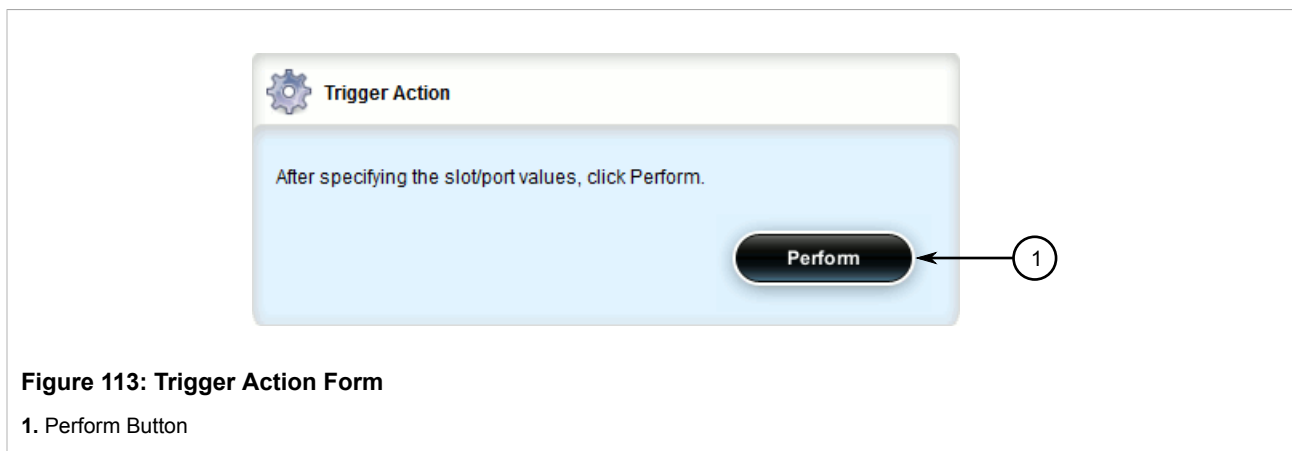 Trigger Action
After specifying the slot/port values, click Perform.
Perform
1
Figure 113: Trigger Action Form
1. Perform Button